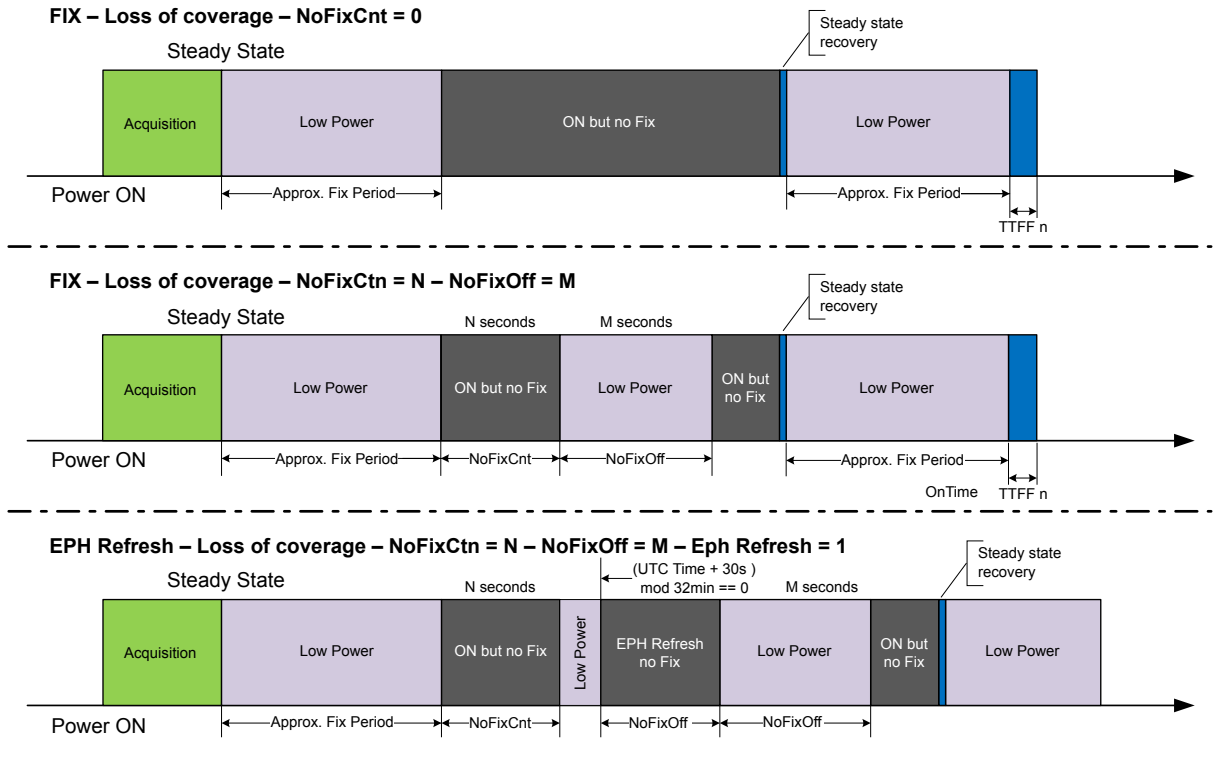 FIX – Loss of coverage – NoFixCnt = 0
Steady state
recovery
Steady State
Acquisition
Low Power
ON but no Fix
Low Power
Power ON
Approx. Fix Period
Approx. Fix Period
TTFF n
FIX – Loss of coverage – NoFixCtn = N – NoFixOff = M
Steady state
recovery
Steady State
N seconds
M seconds
Acquisition
Low Power
ON but no Fix
Low Power
ON but
no Fix
Low Power
Power ON
Approx. Fix Period
NoFixCnt
NoFixOff
Approx. Fix Period
OnTime
TTFF n
EPH Refresh – Loss of coverage – NoFixCtn = N – NoFixOff = M – Eph Refresh = 1
Steady state
recovery
Steady State
N seconds
(UTC Time + 30s )
mod 32min == 0
M seconds
Acquisition
Low Power
ON but no Fix
Low Power
EPH Refresh
no Fix
Low Power
ON but
no Fix
Low Power
Power ON
Approx. Fix Period
NoFixCnt
NoFixOff
NoFixOff